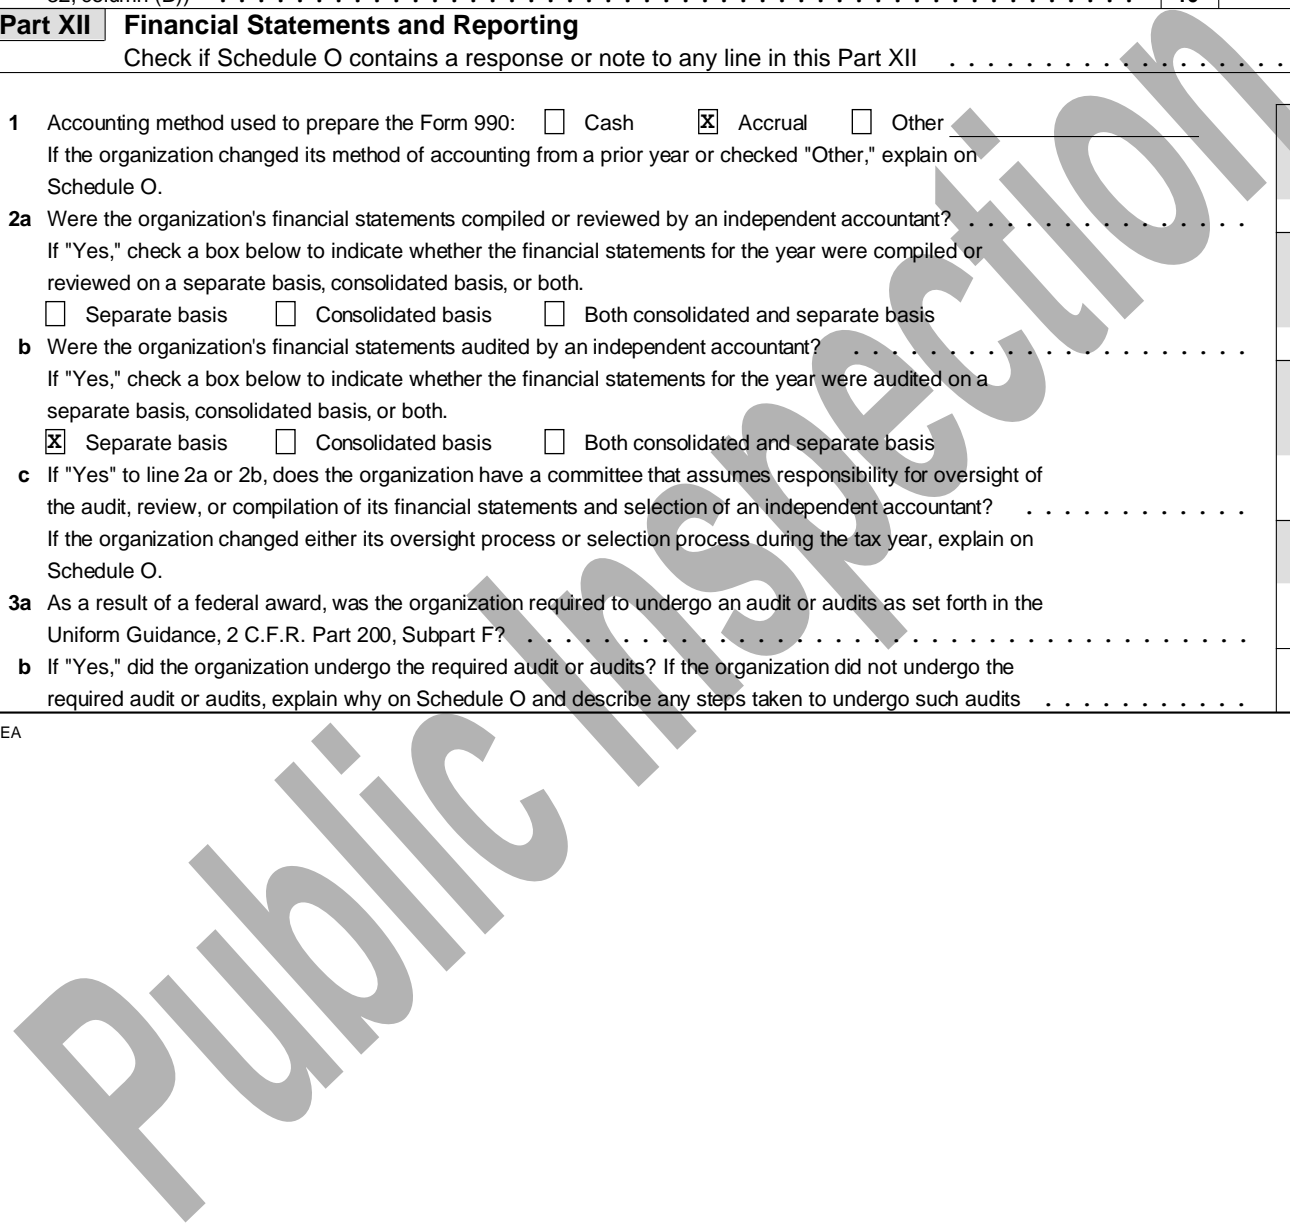 Part XII Financial Statements and Reporting
Check if Schedule O contains a response or note to any line in this Part XII . . . . . . . . . . . . . . . . . .
1 Accounting method used to prepare the Form 990: Cash X Accrual Other
If the organization changed its method of accounting from a prior year or checked "Other," explain on
Schedule O.
2a Were the organization's financial statements compiled or reviewed by an independent accountant? . . . . . . . . . . . . . . .
If "Yes," check a box below to indicate whether the financial statements for the year were compiled or
reviewed on a separate basis, consolidated basis, or both.
Separate basis Consolidated basis Both consolidated and separate basis
b Were the organization's financial statements audited by an independent accountant? . . . . . . . . . . . . . . . . . . . . .
If "Yes," check a box below to indicate whether the financial statements for the year were audited on a
separate basis, consolidated basis, or both.
X Separate basis Consolidated basis Both consolidated and separate basis
c If "Yes" to line 2a or 2b, does the organization have a committee that assumes responsibility for oversight of
the audit, review, or compilation of its financial statements and selection of an independent accountant? . . . . . . . . . . . .
If the organization changed either its oversight process or selection process during the tax year, explain on
Schedule O.
3a As a result of a federal award, was the organization required to undergo an audit or audits as set forth in the
Uniform Guidance, 2 C.F.R. Part 200, Subpart F? . . . . . . . . . . . . . . . . . . . . . . . . . . . . . . . . . . . . . .
b If "Yes," did the organization undergo the required audit or audits? If the organization did not undergo the
required audit or audits, explain why on Schedule O and describe any steps taken to undergo such audits . . . . . . . . . . .
EA
Public Inspection